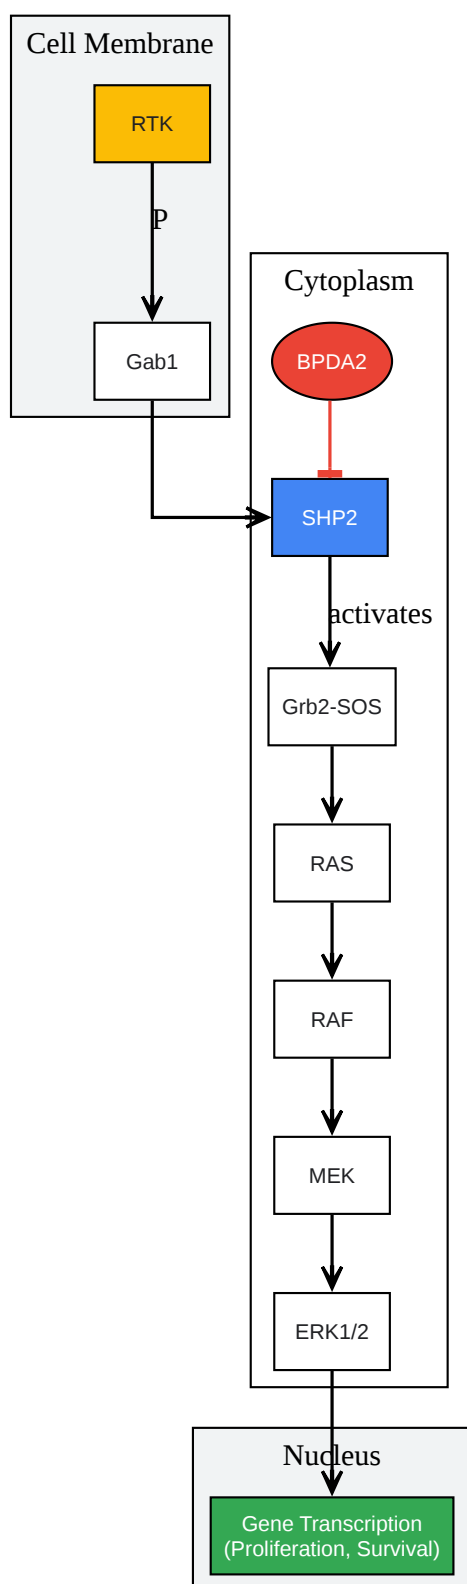 Cell Membrane
RTK
P
Gab1
Cytoplasm
BPDA2
SHP2
activates
Grb2-SOS
RAS
RAF
MEK
ERK1/2
Nucleus
Gene Transcription
(Proliferation, Survival)